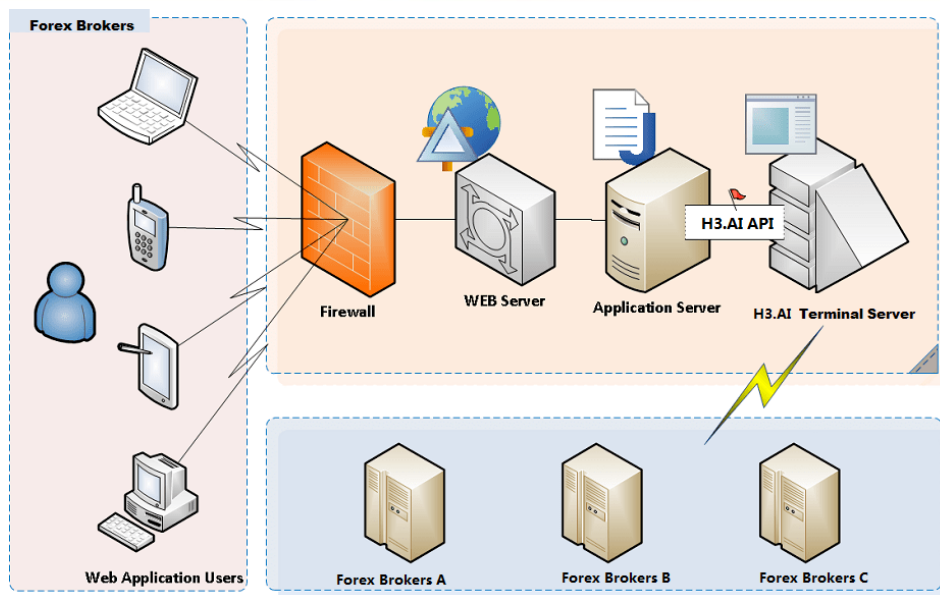 Forex Brokers
H3.AI API
Firewall
WEB Server
Application Server
H3.AI  Terminal Server
Web Application Users
Forex Brokers A
Forex Brokers B
Forex Brokers C